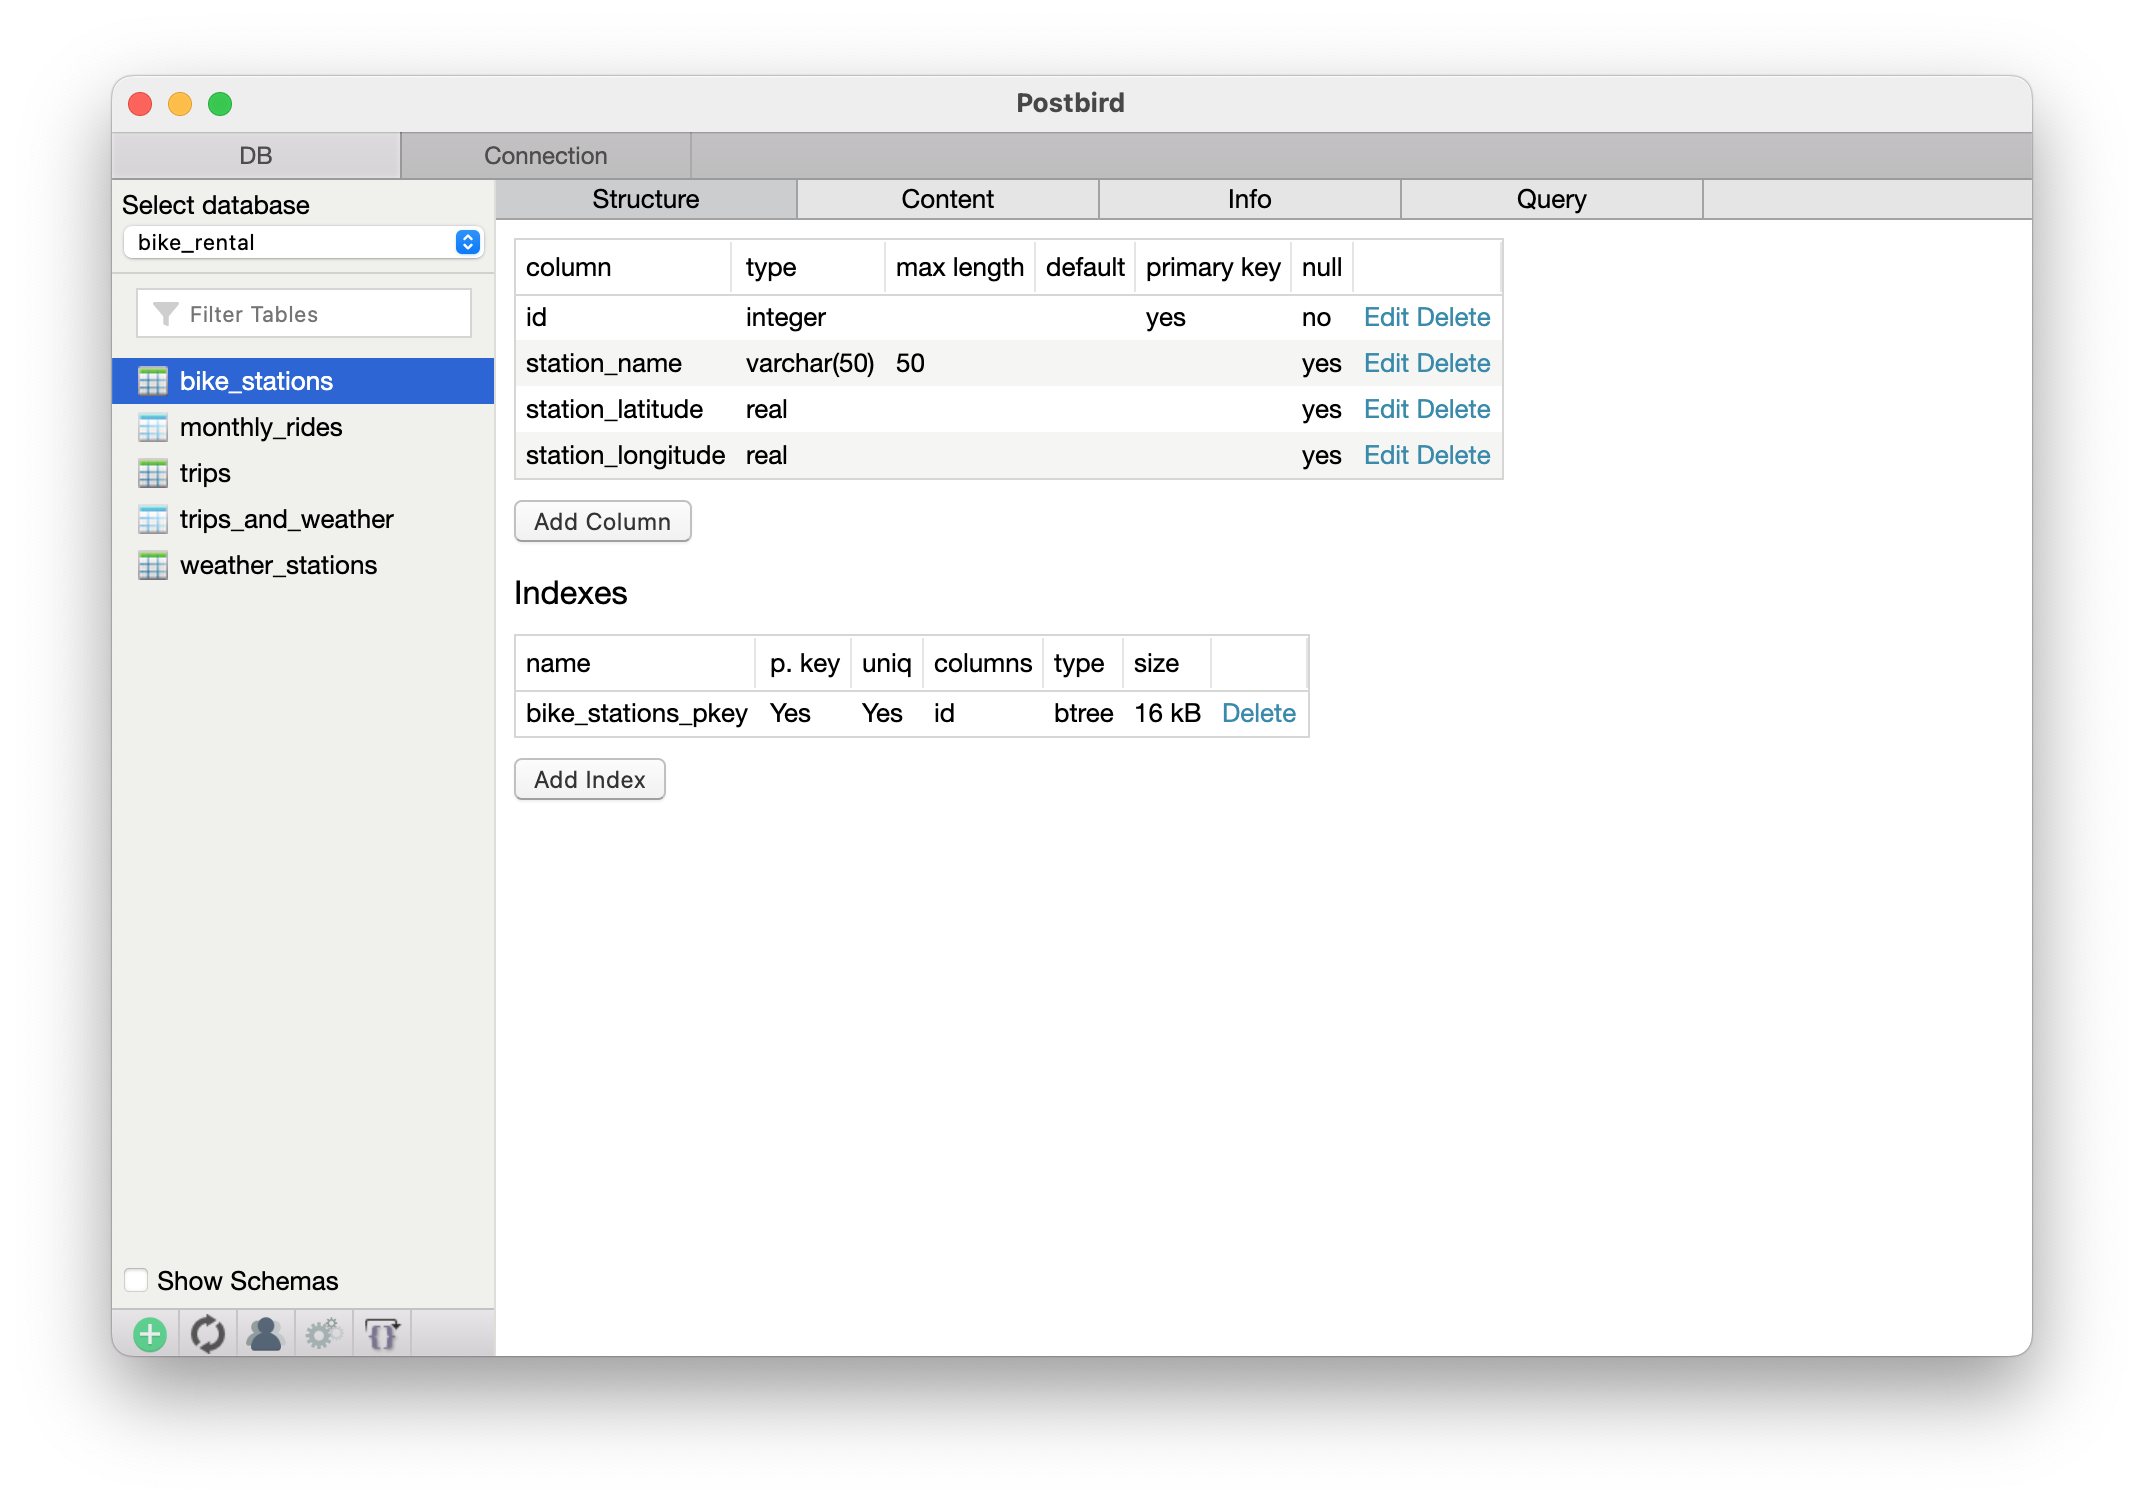 Postbird
DB Connection
Select database
bike_rental
Filter Tables
bike_stations
monthly_rides
trips
trips_and_weather
weather_stations
Show Schemas
Structure Content Info Query
column type max length default primary key null
id integer yes no Edit Delete
station_name varchar(50) 50 yes Edit Delete
station_latitude real yes Edit Delete
station_longitude real yes Edit Delete
Add Column
Indexes
name p. key uniq columns type size
bike_stations_pkey Yes Yes id btree 16 kB Delete
Add Index